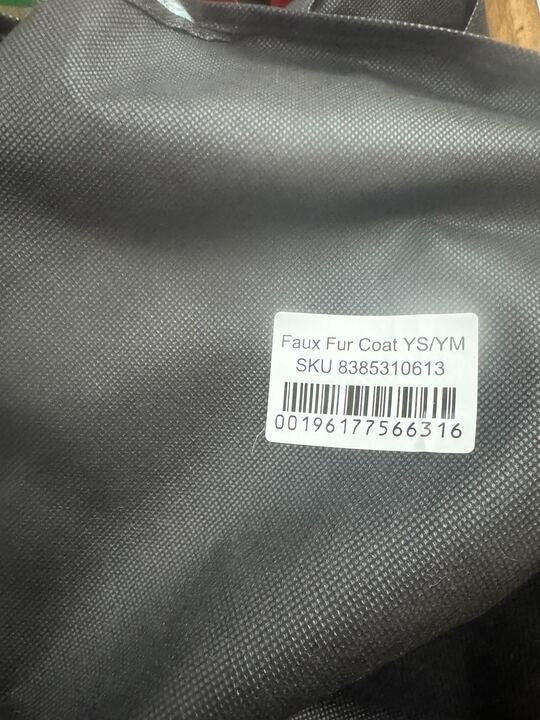 Faux Fur Coat YS/YM
SKU 8385310613
00196177566316